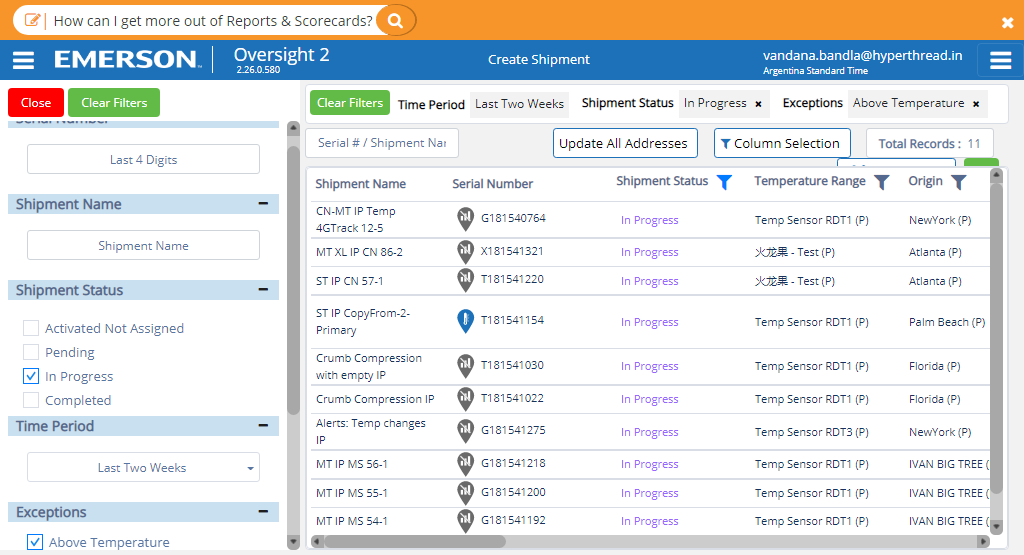 How can I get more out of Reports & Scorecards?
EMERSON
Oversight 2
2.26.0.580
Create Shipment
vandana.bandla@hyperthread.in
Argentina Standard Time
Close
Clear Filters
Serial Number
Last 4 Digits
Shipment Name
Shipment Name
Shipment Status
Activated Not Assigned
Pending
In Progress
Completed
Time Period
Last Two Weeks
Exceptions
Above Temperature
Clear Filters Time Period Last Two Weeks Shipment Status In Progress × Exceptions Above Temperature ×
Serial # / Shipment Nar Update All Addresses Column Selection Total Records : 11
Shipment Name Serial Number Shipment Status Temperature Range Origin
CN-MT IP Temp
4GTrack 12-5 G181540764 In Progress Temp Sensor RDT1 (P) NewYork (P)
MT XL IP CN 86-2 X181541321 In Progress 火龙果 - Test (P) Atlanta (P)
ST IP CN 57-1 T181541220 In Progress 火龙果 - Test (P) Atlanta (P)
ST IP CopyFrom-2-
Primary T181541154 In Progress Temp Sensor RDT1 (P) Palm Beach (P)
Crumb Compression
with empty IP T181541030 In Progress Temp Sensor RDT1 (P) Florida (P)
Crumb Compression IP T181541022 In Progress Temp Sensor RDT1 (P) Florida (P)
Alerts: Temp changes
IP G181541275 In Progress Temp Sensor RDT3 (P) NewYork (P)
MT IP MS 56-1 G181541218 In Progress Temp Sensor RDT1 (P) IVAN BIG TREE (
MT IP MS 55-1 G181541200 In Progress Temp Sensor RDT1 (P) IVAN BIG TREE (
MT IP MS 54-1 G181541192 In Progress Temp Sensor RDT1 (P) IVAN BIG TREE (